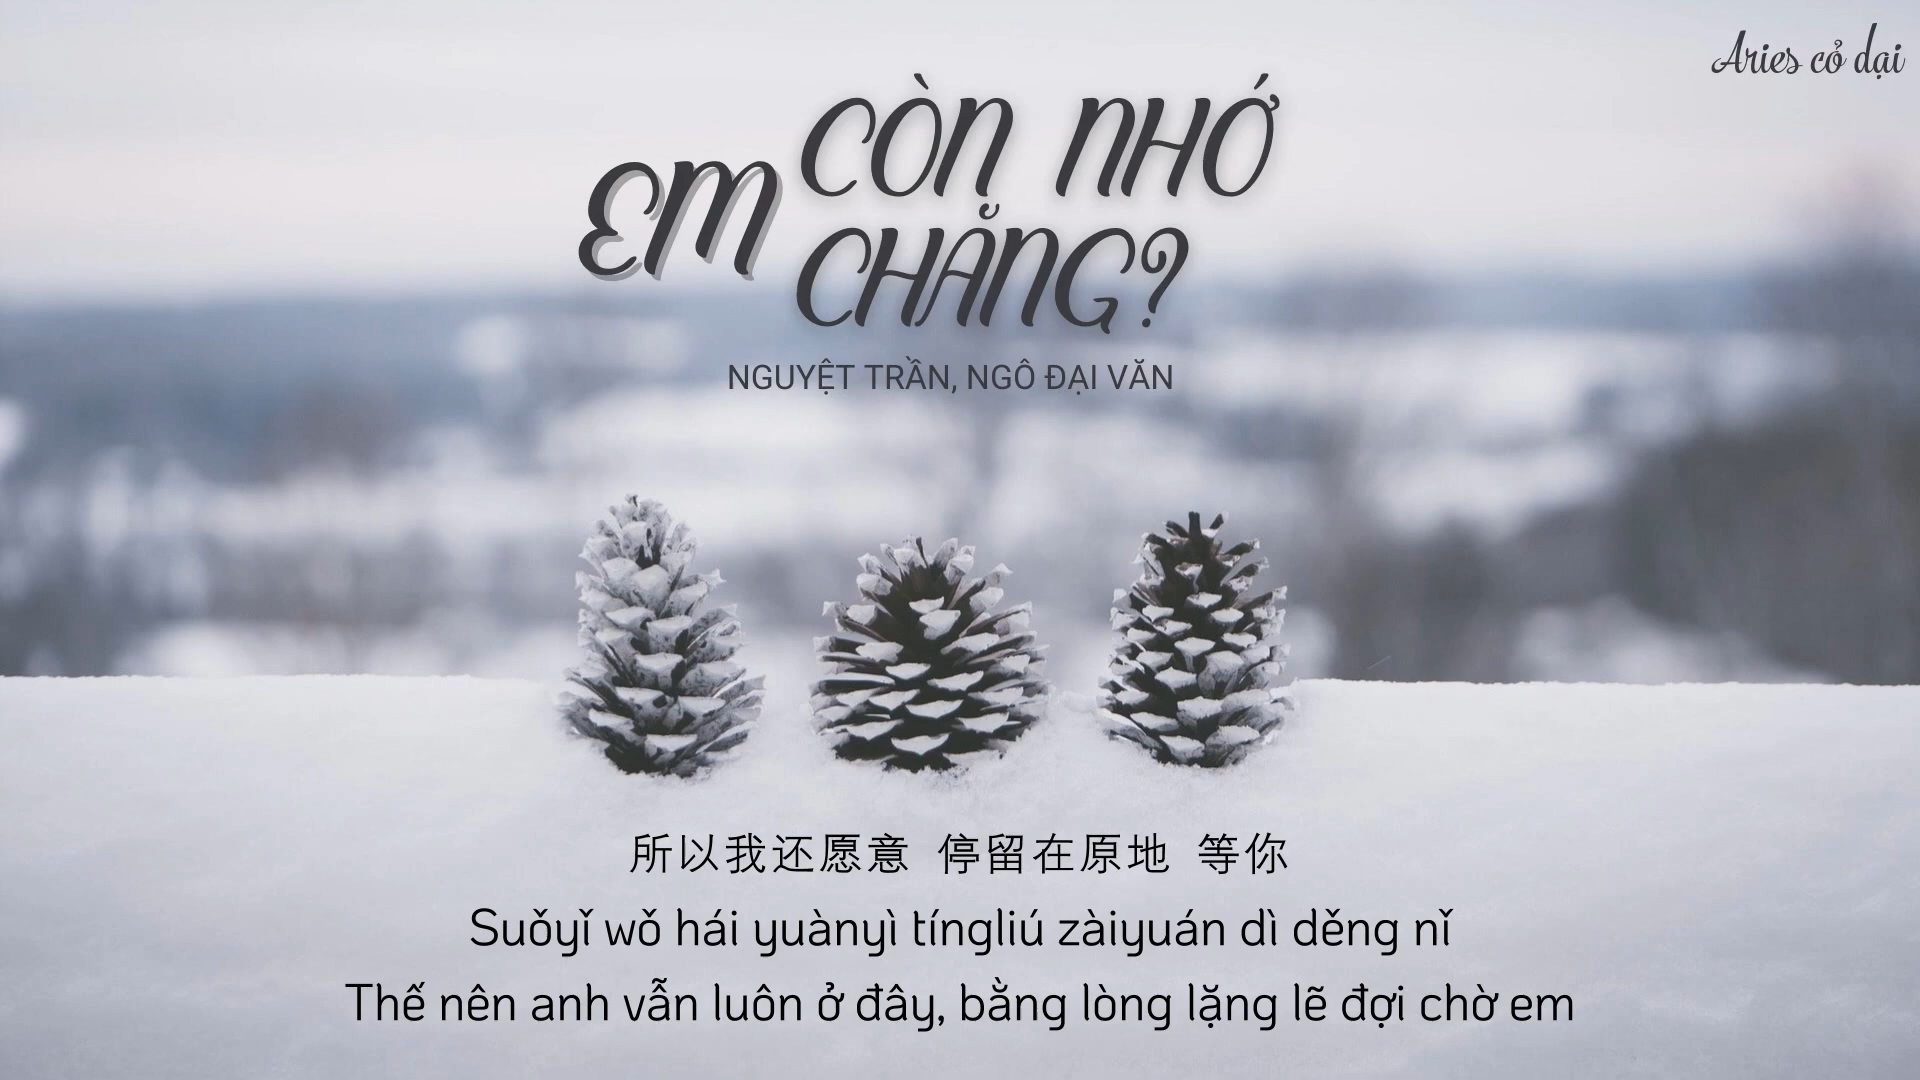 Aries cỏ dại
EM CÒN NHỚ
CHĂNG?
NGUYỆT TRẦN, NGÔ ĐẠI VĂN
所以我还愿意 停留在原地 等你
Suǒyǐ wǒ hái yuànyì tíngliú zàiyuán dì děng nǐ
Thế nên anh vẫn luôn ở đây, bằng lòng lặng lẽ đợi chờ em